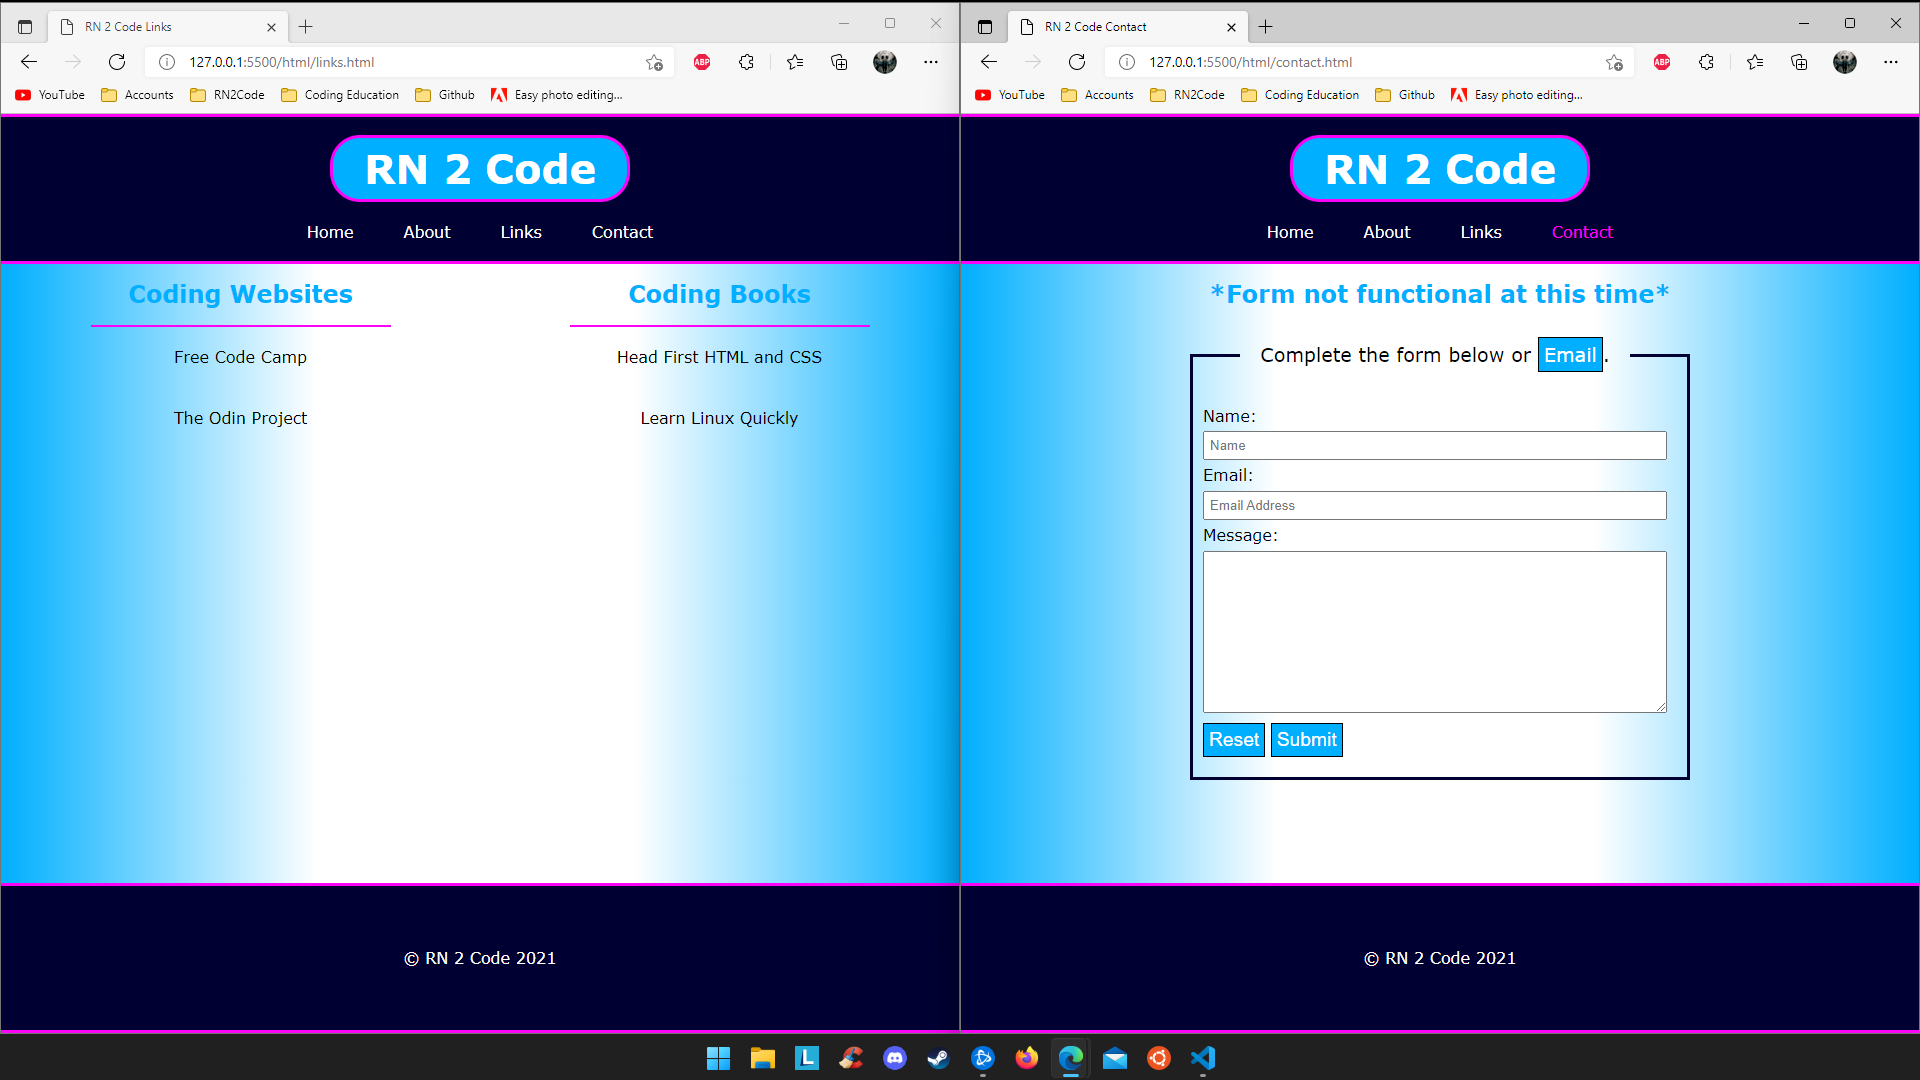 RN 2 Code Links
127.0.0.1:5500/html/links.html
ABP
YouTube Accounts RN2Code Coding Education Github Easy photo editing...
RN 2 Code
Home About Links Contact
Coding Websites
Free Code Camp
The Odin Project
Coding Books
Head First HTML and CSS
Learn Linux Quickly
© RN 2 Code 2021
RN 2 Code Contact
127.0.0.1:5500/html/contact.html
ABP
YouTube Accounts RN2Code Coding Education Github Easy photo editing...
RN 2 Code
Home About Links Contact
*Form not functional at this time*
Complete the form below or Email.
Name:
Name
Email:
Email Address
Message:
Reset Submit
© RN 2 Code 2021
L